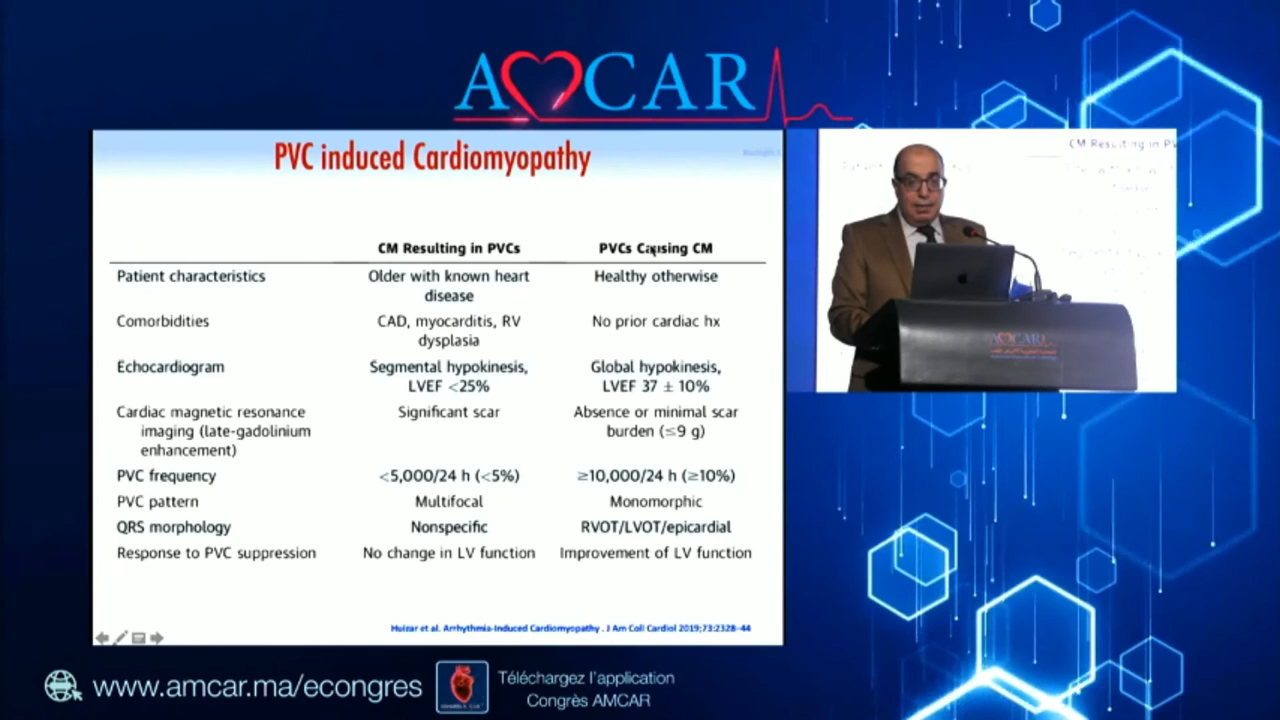 AMCAR
PVC induced Cardiomyopathy
CM Resulting in PVCs PVCs Causing CM
Patient characteristics Older with known heart disease Healthy otherwise
Comorbidities CAD, myocarditis, RV dysplasia No prior cardiac hx
Echocardiogram Segmental hypokinesis, LVEF <25% Global hypokinesis, LVEF 37 ± 10%
Cardiac magnetic resonance imaging (late-gadolinium enhancement) Significant scar Absence or minimal scar burden (≤9 g)
PVC frequency <5,000/24 h (<5%) ≥10,000/24 h (≥10%)
PVC pattern Multifocal Monomorphic
QRS morphology Nonspecific RVOT/LVOT/epicardial
Response to PVC suppression No change in LV function Improvement of LV function
Huizar et al. Arrhythmia-Induced Cardiomyopathy . J Am Coll Cardiol 2019;73:2328-44
CM Resulting in PV
AMCAR
www.amcar.ma/econgres
Téléchargez l'application
Congrès AMCAR